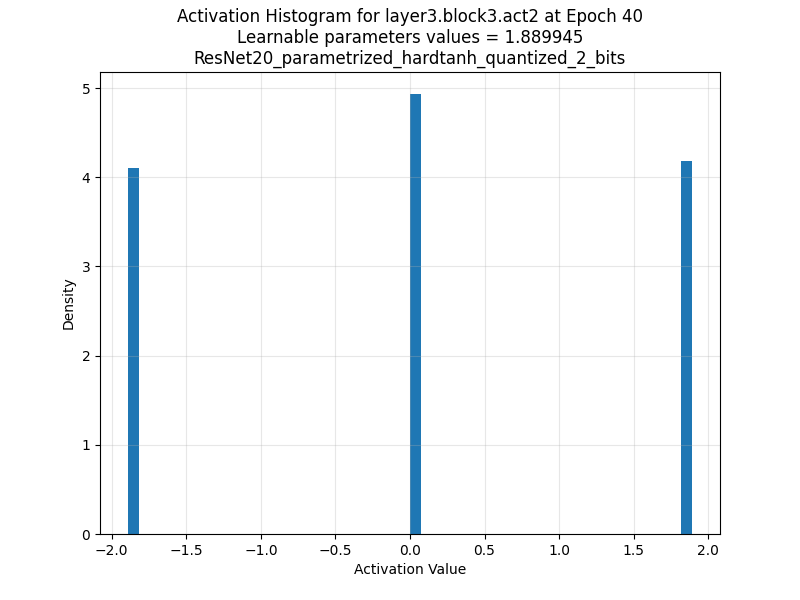 Activation Histogram for layer3.block3.act2 at Epoch 40
Learnable parameters values = 1.889945
ResNet20_parametrized_hardtanh_quantized_2_bits
5
4
3
2
1
0
Density
−2.0 −1.5 −1.0 −0.5 0.0 0.5 1.0 1.5 2.0
Activation Value